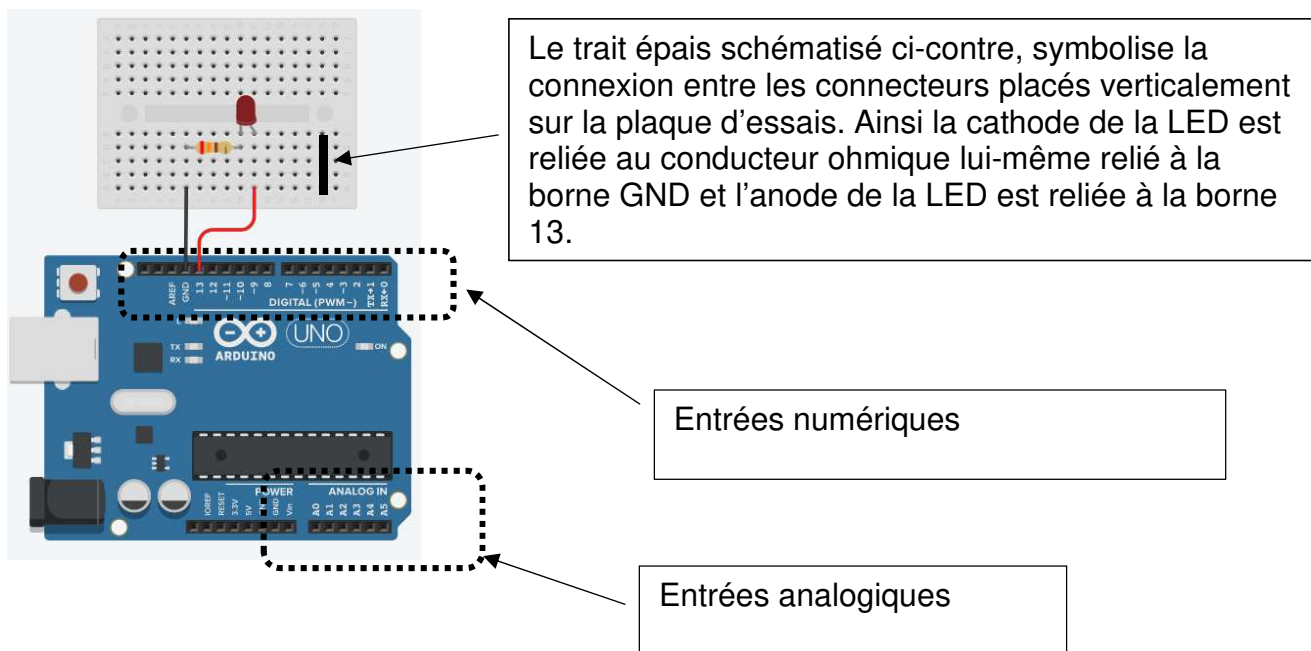 Le trait épais schématisé ci-contre, symbolise la
connexion entre les connecteurs placés verticalement
sur la plaque d’essais. Ainsi la cathode de la LED est
reliée au conducteur ohmique lui-même relié à la
borne GND et l’anode de la LED est reliée à la borne
13.
AREF
GND
13
12
~11
~10
~9
8
7
~6
~5
4
~3
2
TX→1
RX←0
DIGITAL (PWM~)
L
TX
RX
ARDUINO
UNO
ON
Entrées numériques
POWER
ANALOG IN
IOREF
RESET
3.3V
5V
GND
Vin
A0
A1
A2
A3
A4
A5
Entrées analogiques